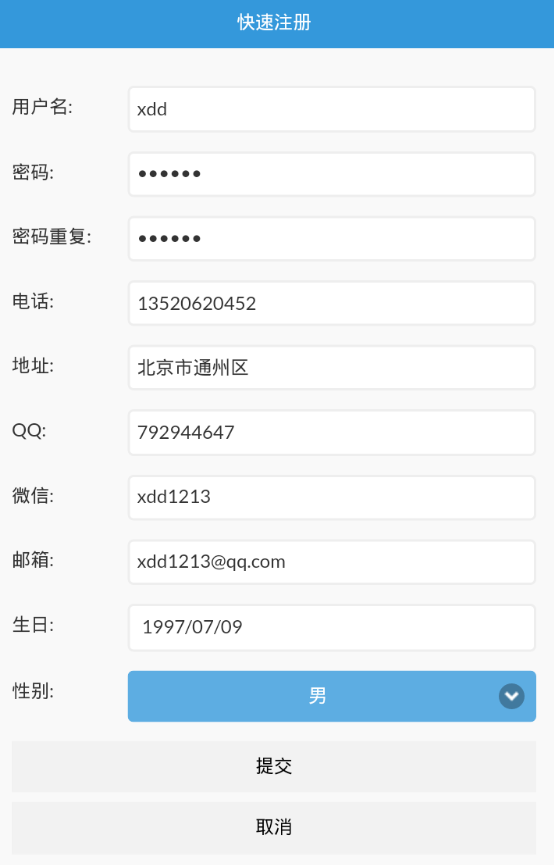 快速注册
用户名: xdd
密码: ••••••
密码重复: ••••••
电话: 13520620452
地址: 北京市通州区
QQ: 792944647
微信: xdd1213
邮箱: xdd1213@qq.com
生日: 1997/07/09
性别: 男
提交
取消